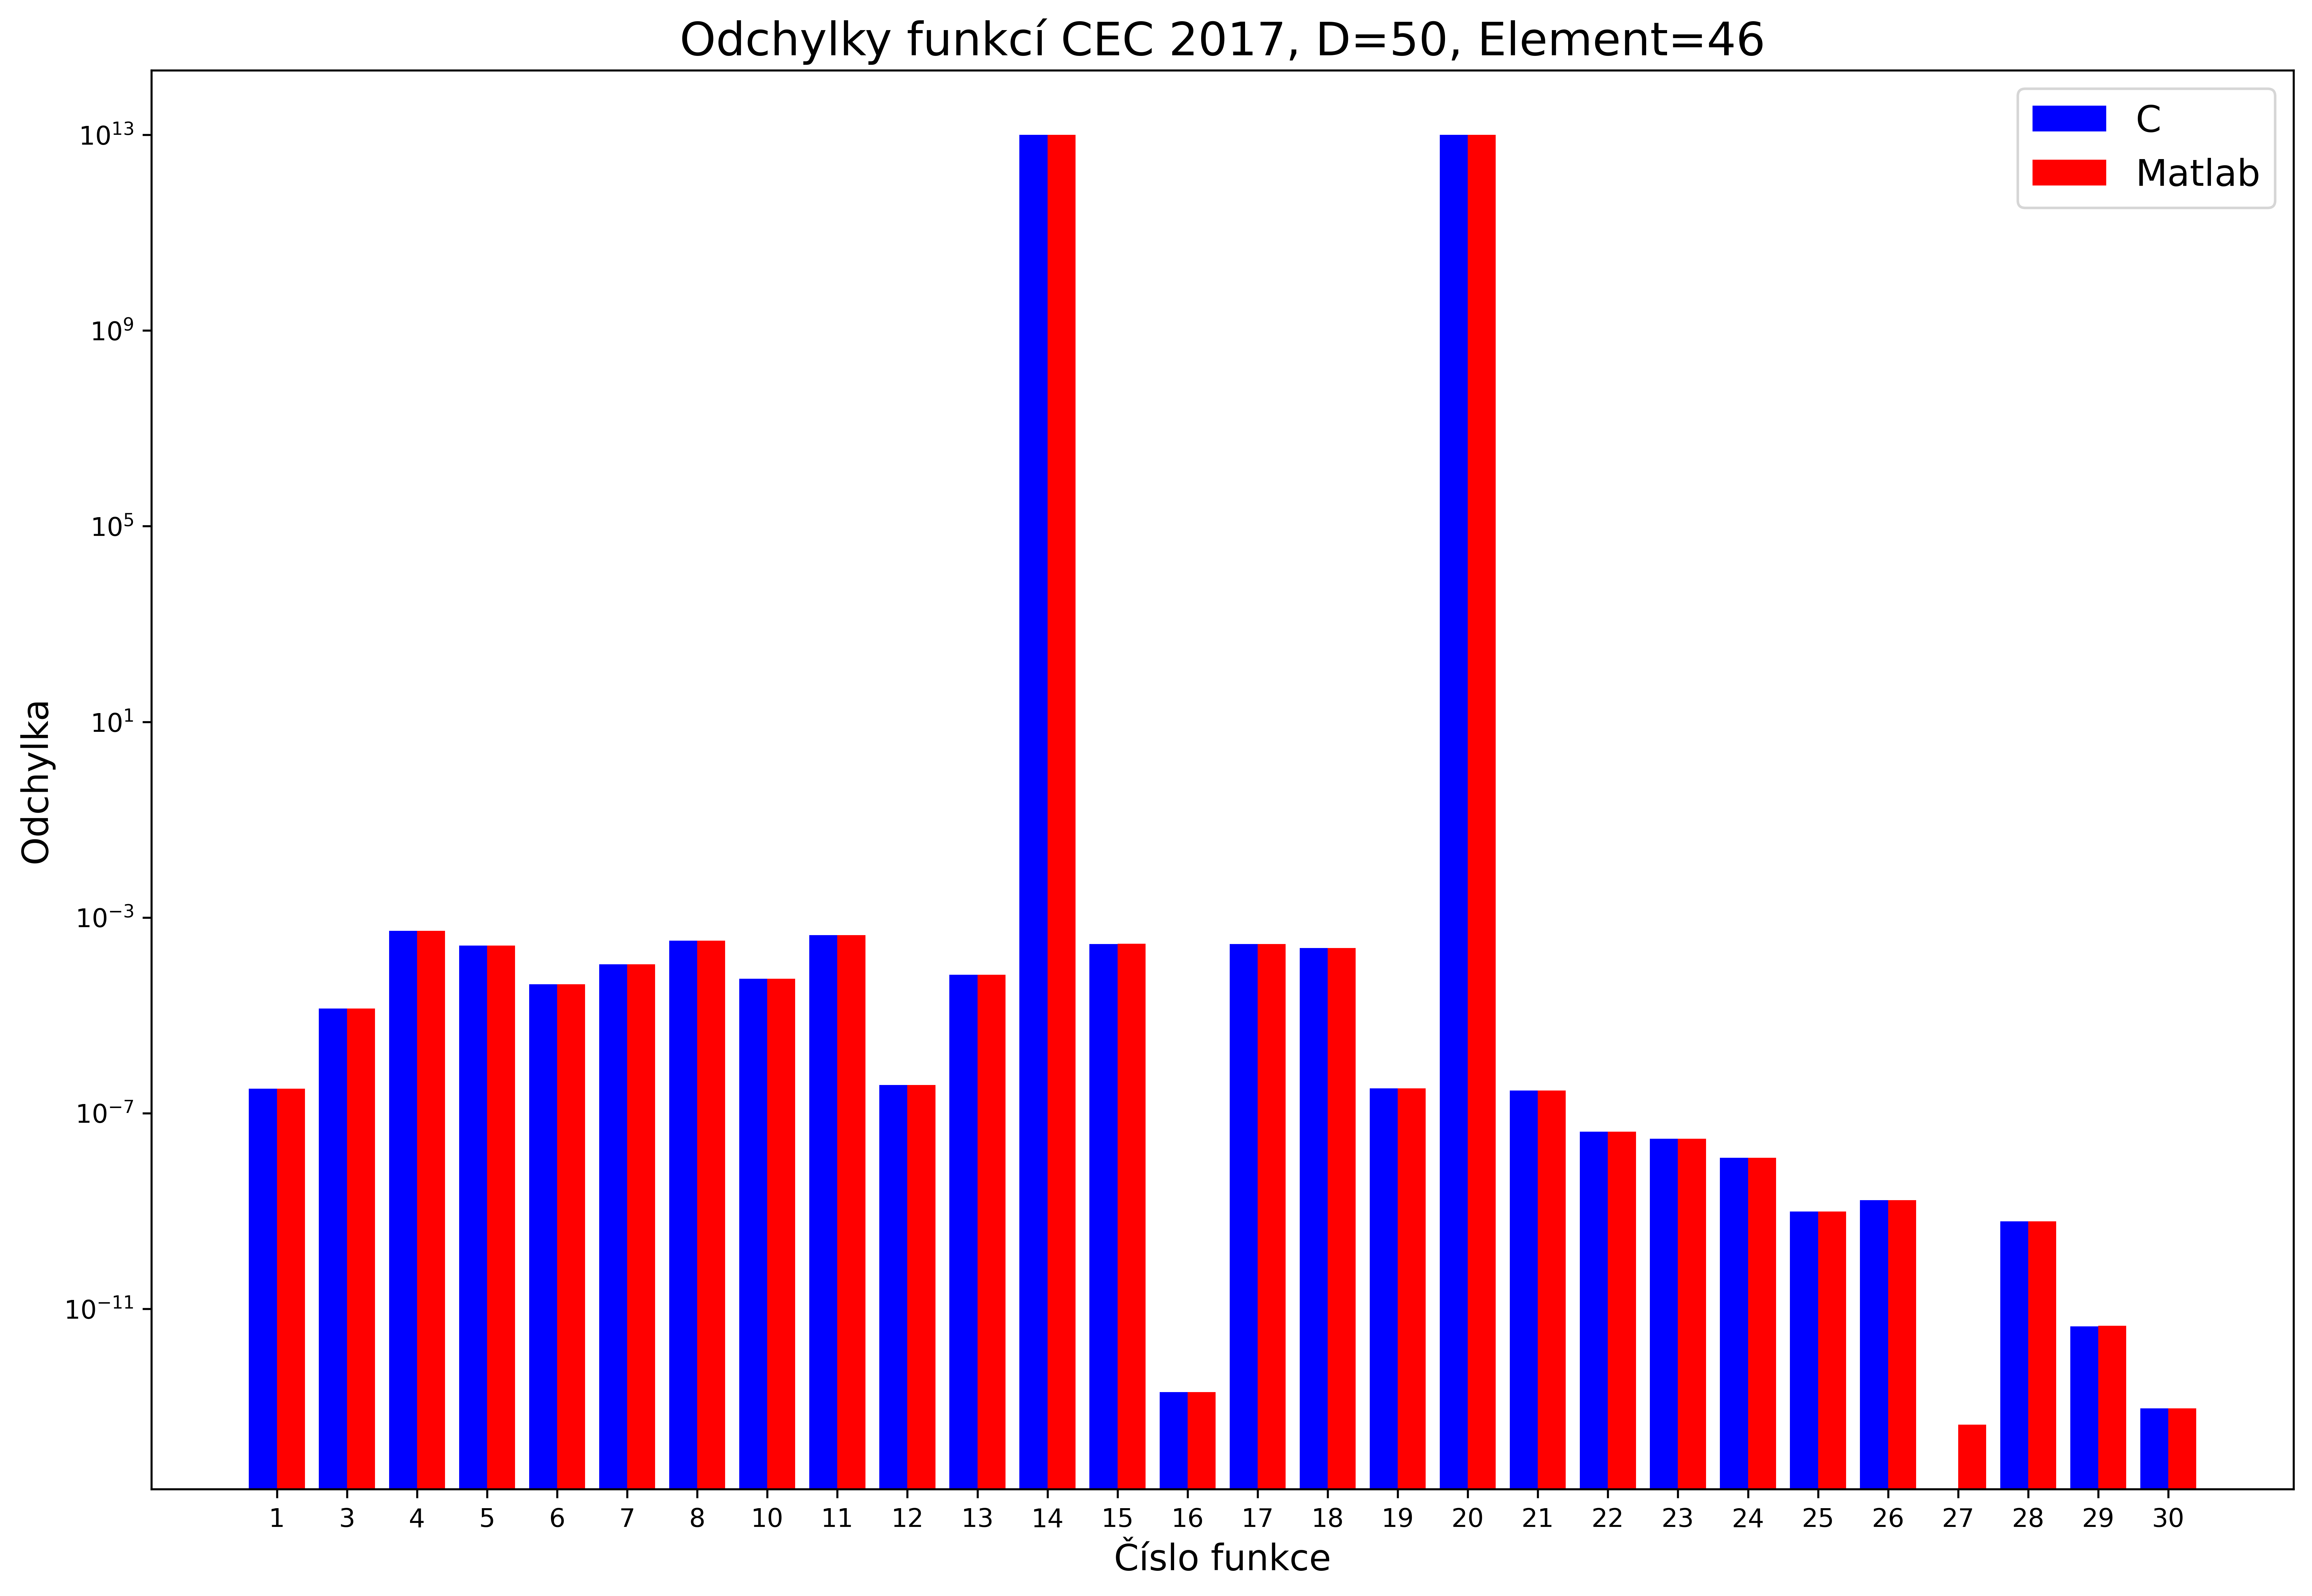 Odchylky funkcí CEC 2017, D=50, Element=46
C
Matlab
10¹³
10⁹
10⁵
10¹
10⁻³
10⁻⁷
10⁻¹¹
Odchylka
1 3 4 5 6 7 8 10 11 12 13 14 15 16 17 18 19 20 21 22 23 24 25 26 27 28 29 30
Číslo funkce